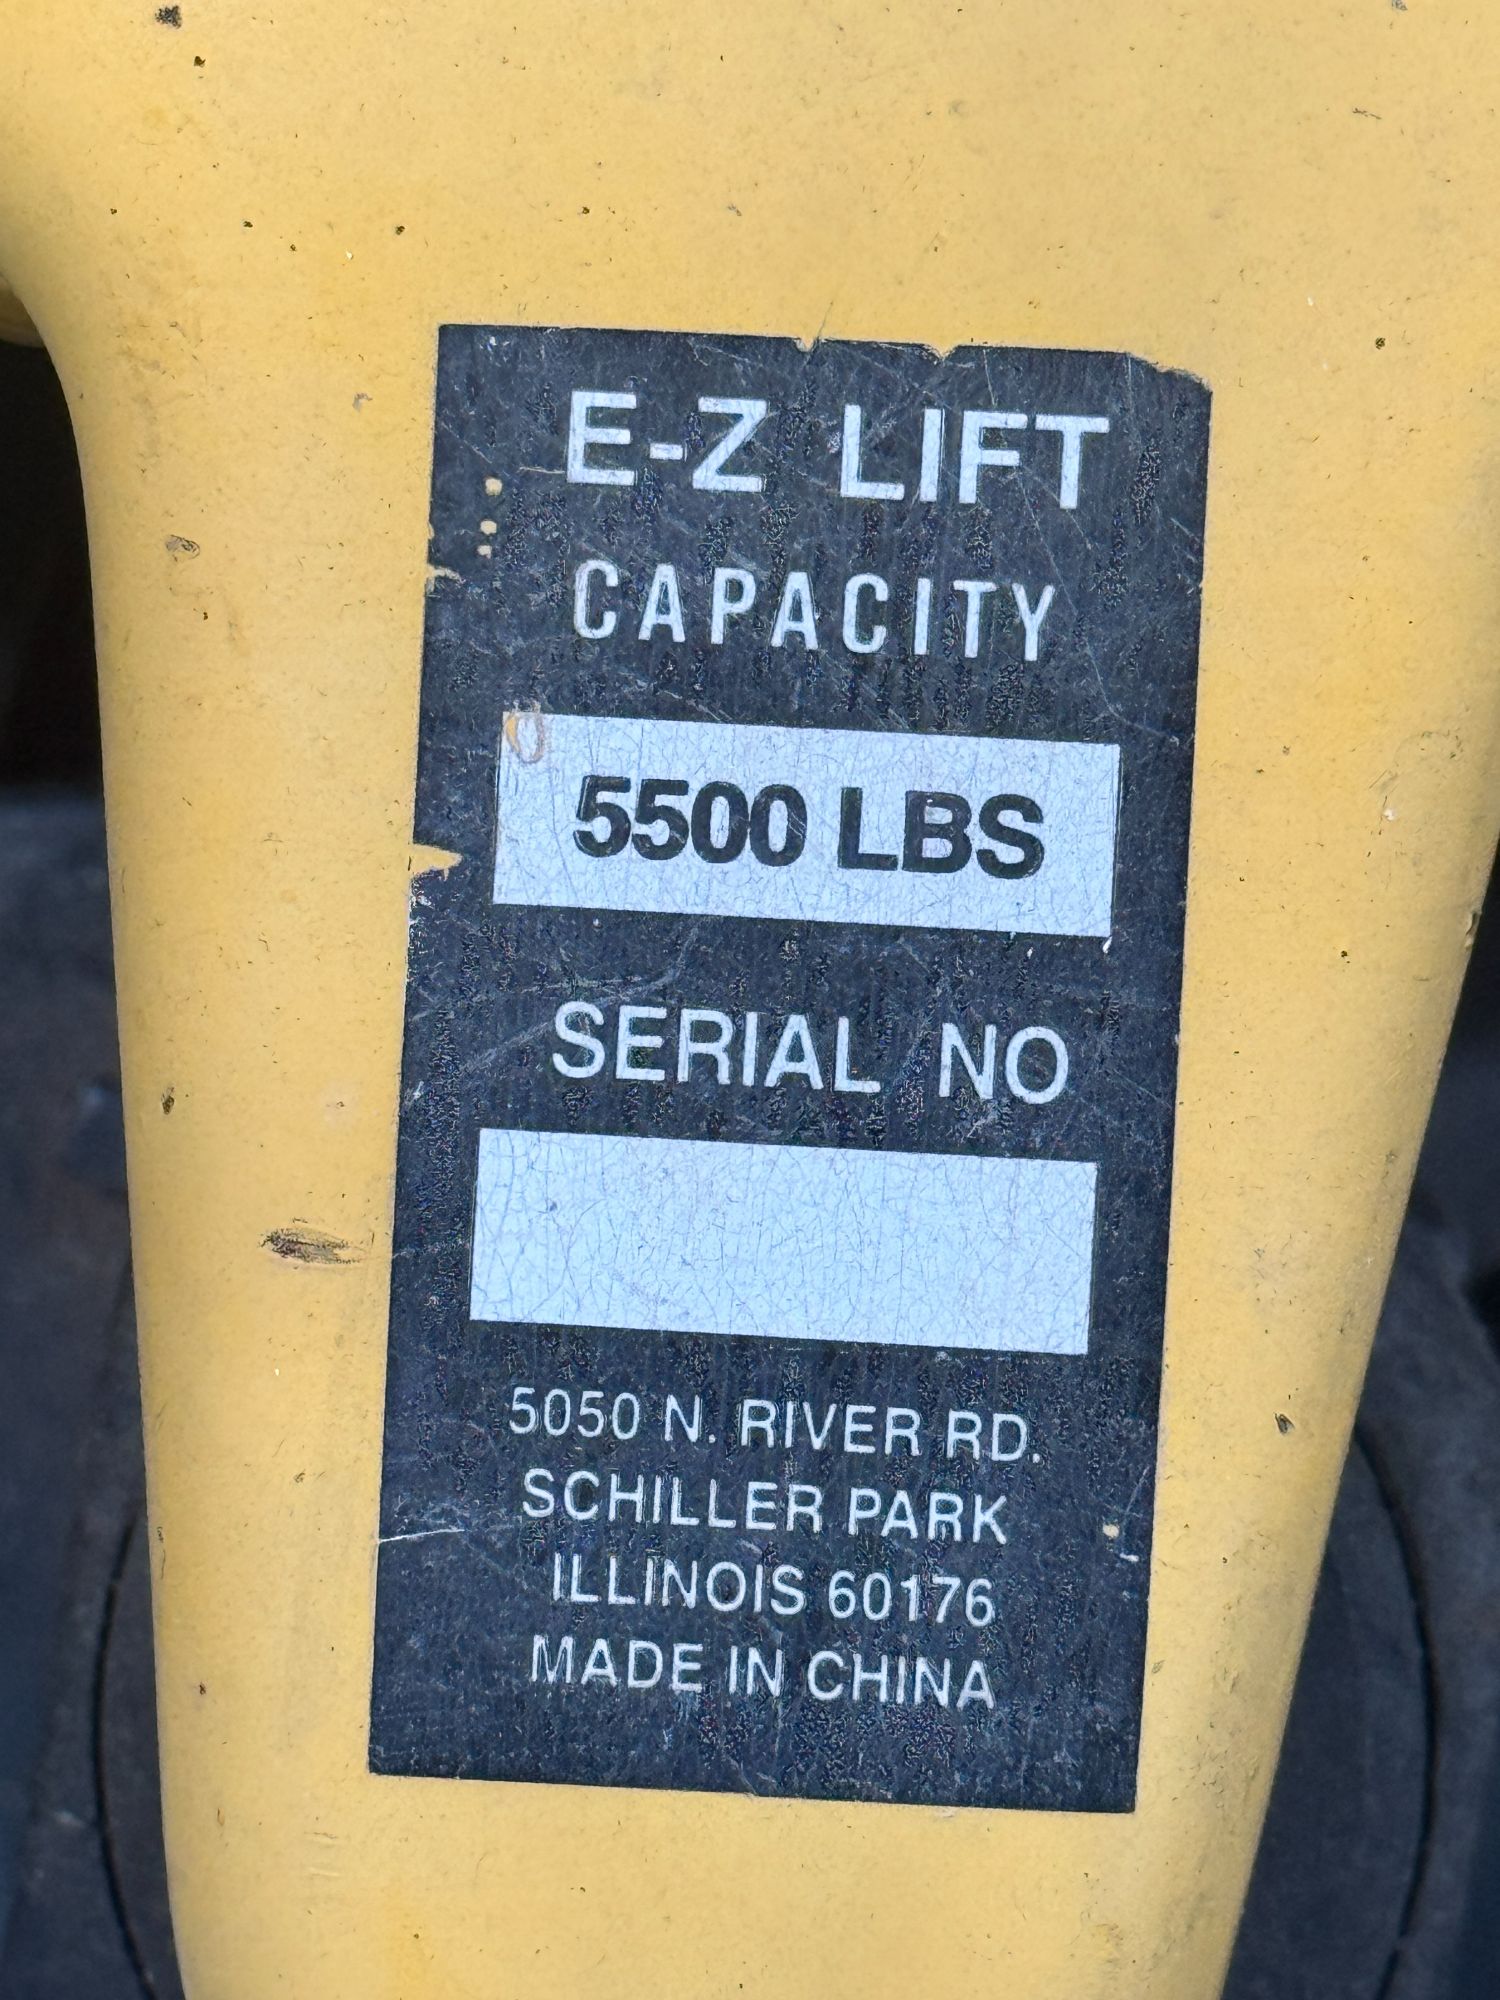 E-Z LIFT
CAPACITY
5500 LBS
SERIAL NO
5050 N. RIVER RD.
SCHILLER PARK
ILLINOIS 60176
MADE IN CHINA